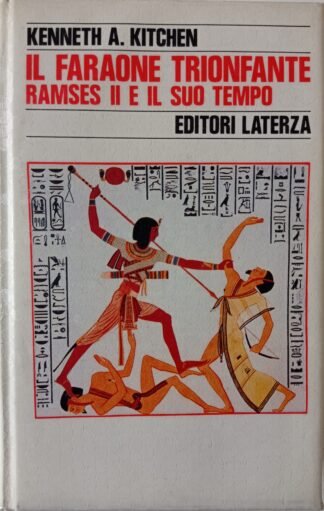 KENNETH A. KITCHEN
IL FARAONE TRIONFANTE
RAMSES II E IL SUO TEMPO
EDITORI LATERZA